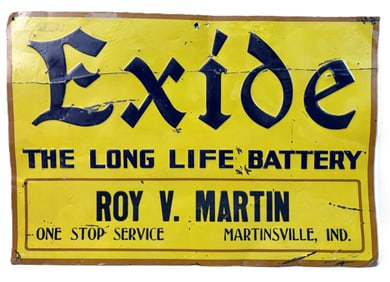 Exide
THE LONG LIFE BATTERY
ROY V. MARTIN
ONE STOP SERVICE MARTINSVILLE, IND.